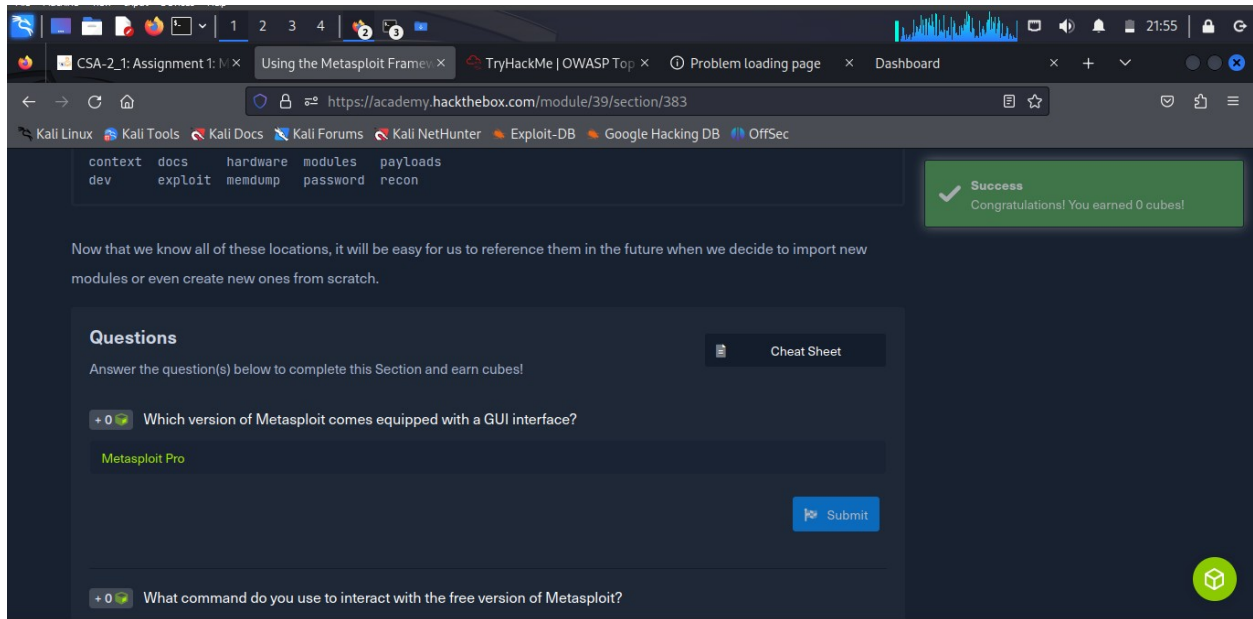 1 2 3 4 2 3 21:55
CSA-2_1: Assignment 1: M Using the Metasploit Framew TryHackMe | OWASP Top Problem loading page Dashboard
https://academy.hackthebox.com/module/39/section/383
Kali Linux Kali Tools Kali Docs Kali Forums Kali NetHunter Exploit-DB Google Hacking DB OffSec
context docs hardware modules payloads
dev exploit memdump password recon
Success
Congratulations! You earned 0 cubes!
Now that we know all of these locations, it will be easy for us to reference them in the future when we decide to import new
modules or even create new ones from scratch.
Questions
Cheat Sheet
Answer the question(s) below to complete this Section and earn cubes!
+ 0 Which version of Metasploit comes equipped with a GUI interface?
Metasploit Pro
Submit
+ 0 What command do you use to interact with the free version of Metasploit?